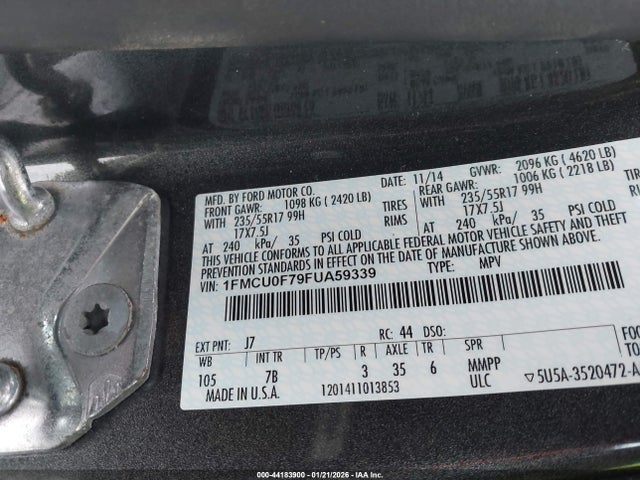 MFD. BY FORD MOTOR CO.
DATE: 11/14 GVWR: 2096 KG ( 4620 LB)
FRONT GAWR: 1098 KG ( 2420 LB) REAR GAWR: 1006 KG ( 2218 LB)
WITH 235/55R17 99H TIRES WITH 235/55R17 99H TIRES
17X7.5J RIMS 17X7.5J
AT 240 kPa/ 35 PSI COLD AT 240 kPa/ 35 PSI COLD
THIS VEHICLE CONFORMS TO ALL APPLICABLE FEDERAL MOTOR VEHICLE SAFETY AND THEFT
PREVENTION STANDARDS IN EFFECT ON THE DATE OF MANUFACTURE SHOWN ABOVE.
VIN: 1FMCU0F79FUA59339 TYPE: MPV
EXT PNT: J7 RC: 44 DSO:
WB INT TR TP/PS R AXLE TR SPR
105 7B 3 35 6 MMPP
MADE IN U.S.A. 1201411013853 ULC 5U5A-3520472-A
000-44183900 - 01/21/2026 - IAA Inc.